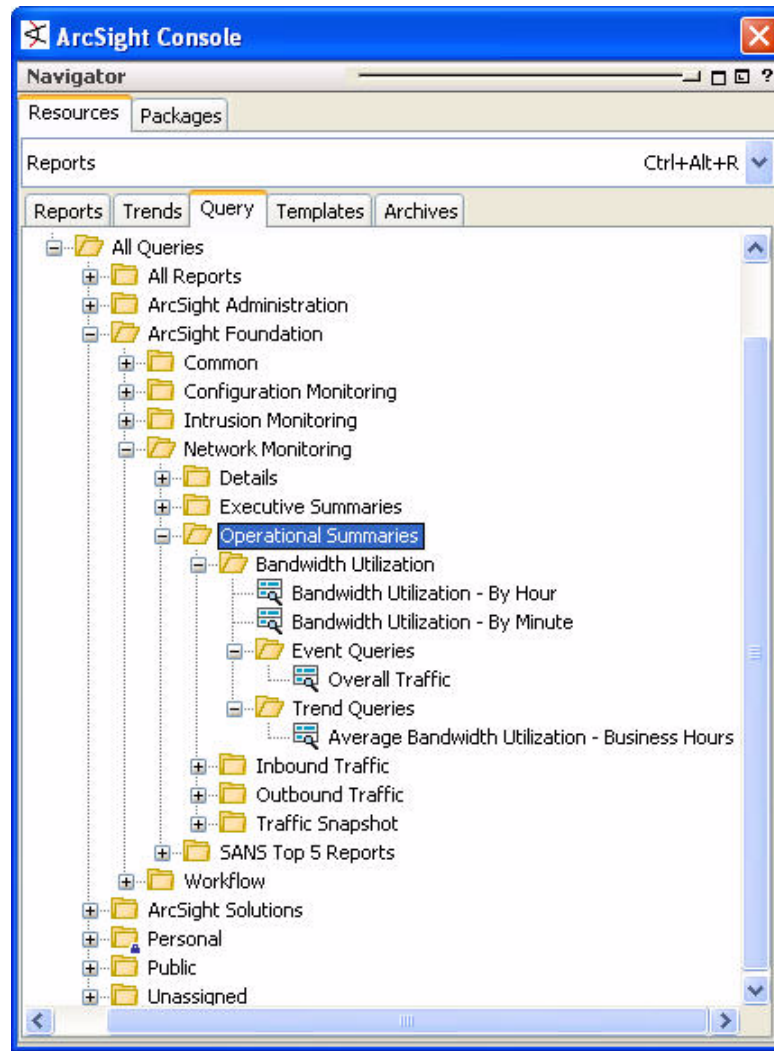 ArcSight Console
Navigator
?
Resources Packages
Reports Ctrl+Alt+R
Reports Trends Query Templates Archives
All Queries
All Reports
ArcSight Administration
ArcSight Foundation
Common
Configuration Monitoring
Intrusion Monitoring
Network Monitoring
Details
Executive Summaries
Operational Summaries
Bandwidth Utilization
Bandwidth Utilization - By Hour
Bandwidth Utilization - By Minute
Event Queries
Overall Traffic
Trend Queries
Average Bandwidth Utilization - Business Hours
Inbound Traffic
Outbound Traffic
Traffic Snapshot
SANS Top 5 Reports
Workflow
ArcSight Solutions
Personal
Public
Unassigned